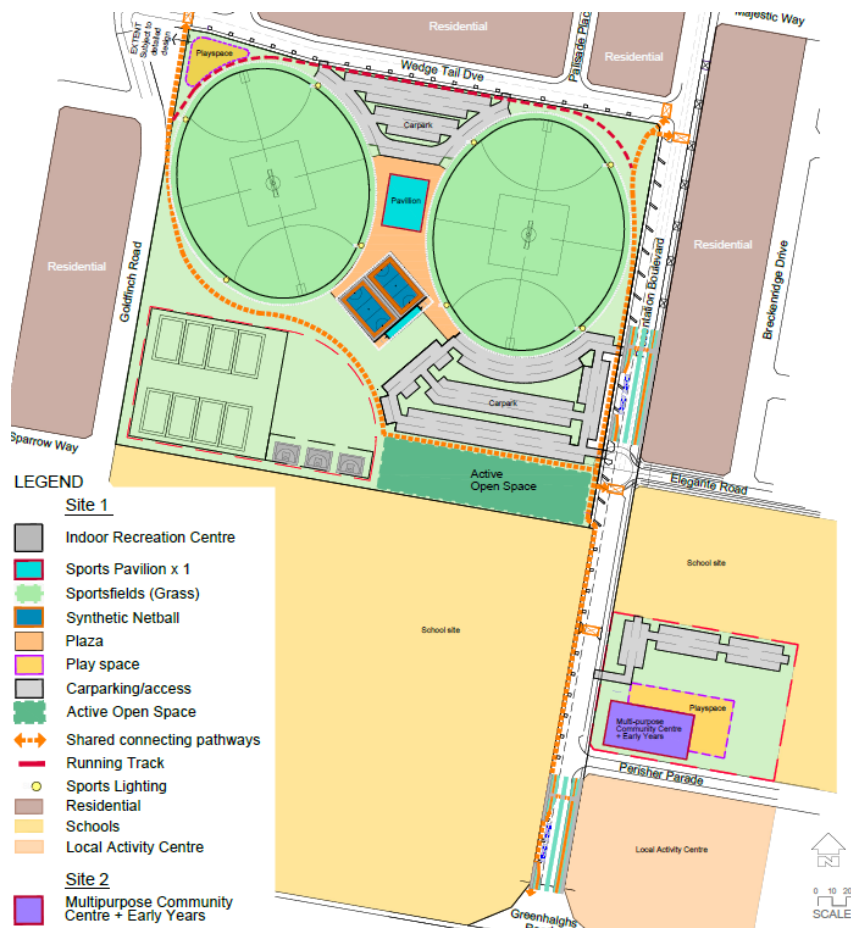 Majestic Way
Residential
Residential
Palisade Plac
EXTENT
Subject to
detailed
design
Playspace
Wedge Tail Dve
Carpark
Pavillion
Residential
Goldfinch Road
Residential
entation Boulevard
Breckenridge Drive
Carpark
Sparrow Way
Active
Open Space
Elegante Road
LEGEND
Site 1
Indoor Recreation Centre
Sports Pavilion x 1
Sportsfields (Grass)
Synthetic Netball
Plaza
Play space
Carparking/access
Active Open Space
Shared connecting pathways
Running Track
Sports Lighting
Residential
Schools
Local Activity Centre
Site 2
Multipurpose Community
Centre + Early Years
School site
School site
Playspace
Multi-purpose
Community Centre
+ Early Years
Perisher Parade
Local Activity Centre
Greenhalghs
N
0 10 20
SCALE